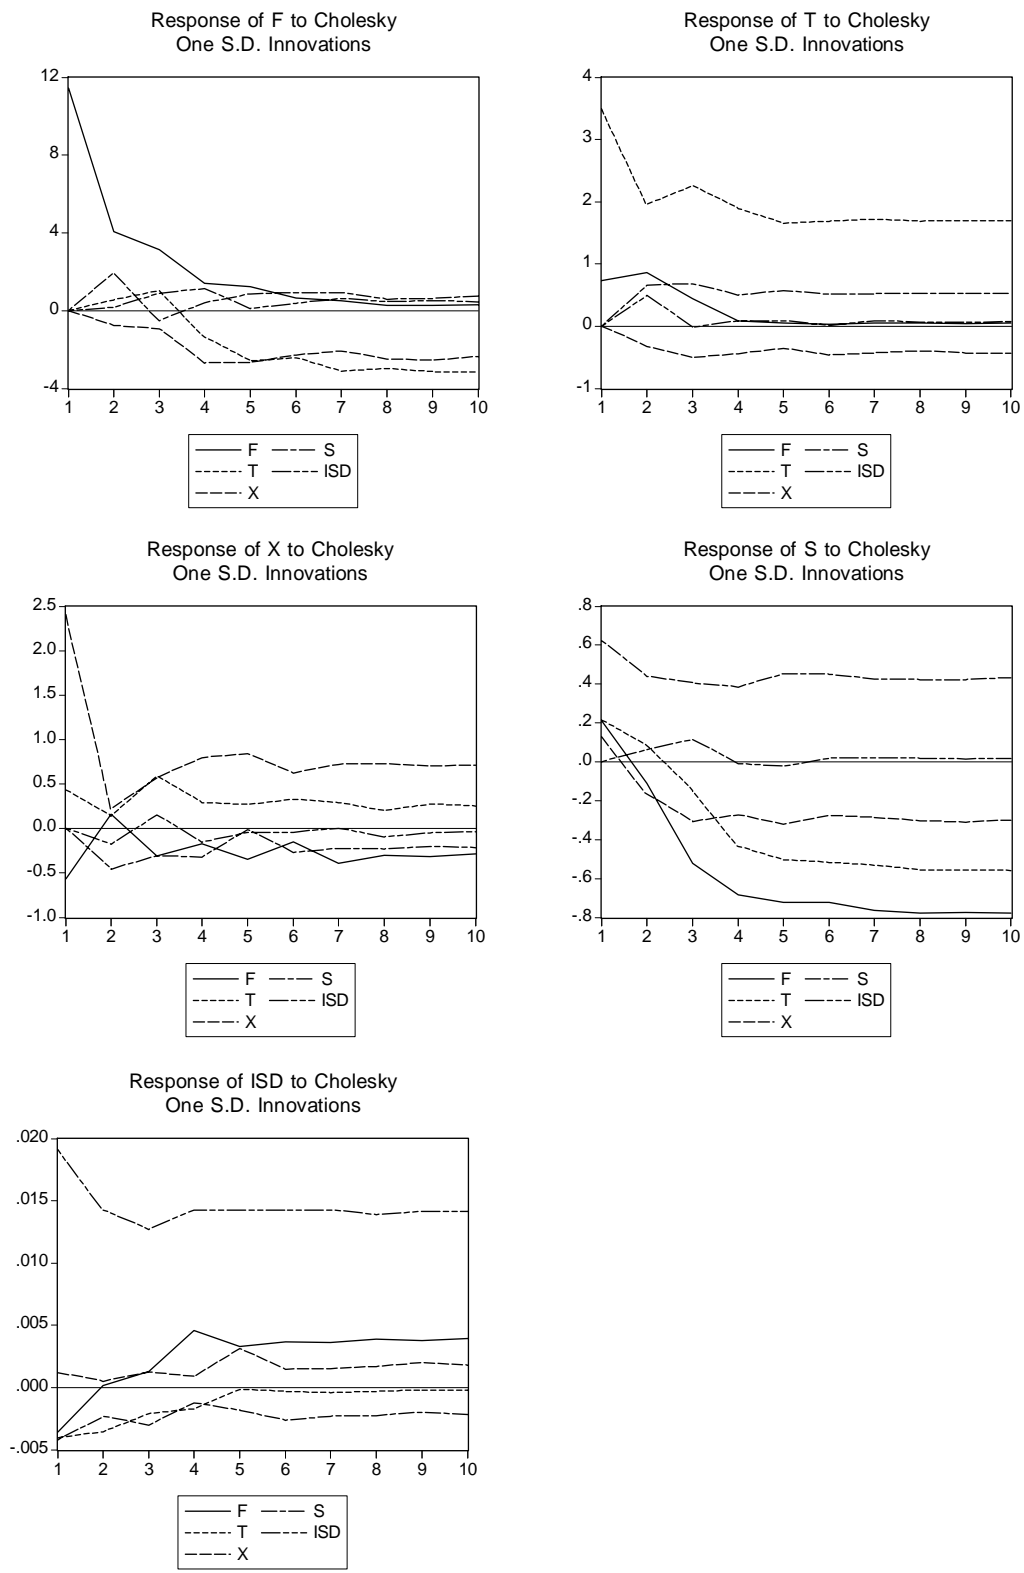 Response of F to Cholesky
One S.D. Innovations
12
8
4
0
-4
1 2 3 4 5 6 7 8 9 10
F S
T ISD
X
Response of T to Cholesky
One S.D. Innovations
4
3
2
1
0
-1
1 2 3 4 5 6 7 8 9 10
F S
T ISD
X
Response of X to Cholesky
One S.D. Innovations
2.5
2.0
1.5
1.0
0.5
0.0
-0.5
-1.0
1 2 3 4 5 6 7 8 9 10
F S
T ISD
X
Response of S to Cholesky
One S.D. Innovations
.8
.6
.4
.2
.0
-.2
-.4
-.6
-.8
1 2 3 4 5 6 7 8 9 10
F S
T ISD
X
Response of ISD to Cholesky
One S.D. Innovations
.020
.015
.010
.005
.000
-.005
1 2 3 4 5 6 7 8 9 10
F S
T ISD
X